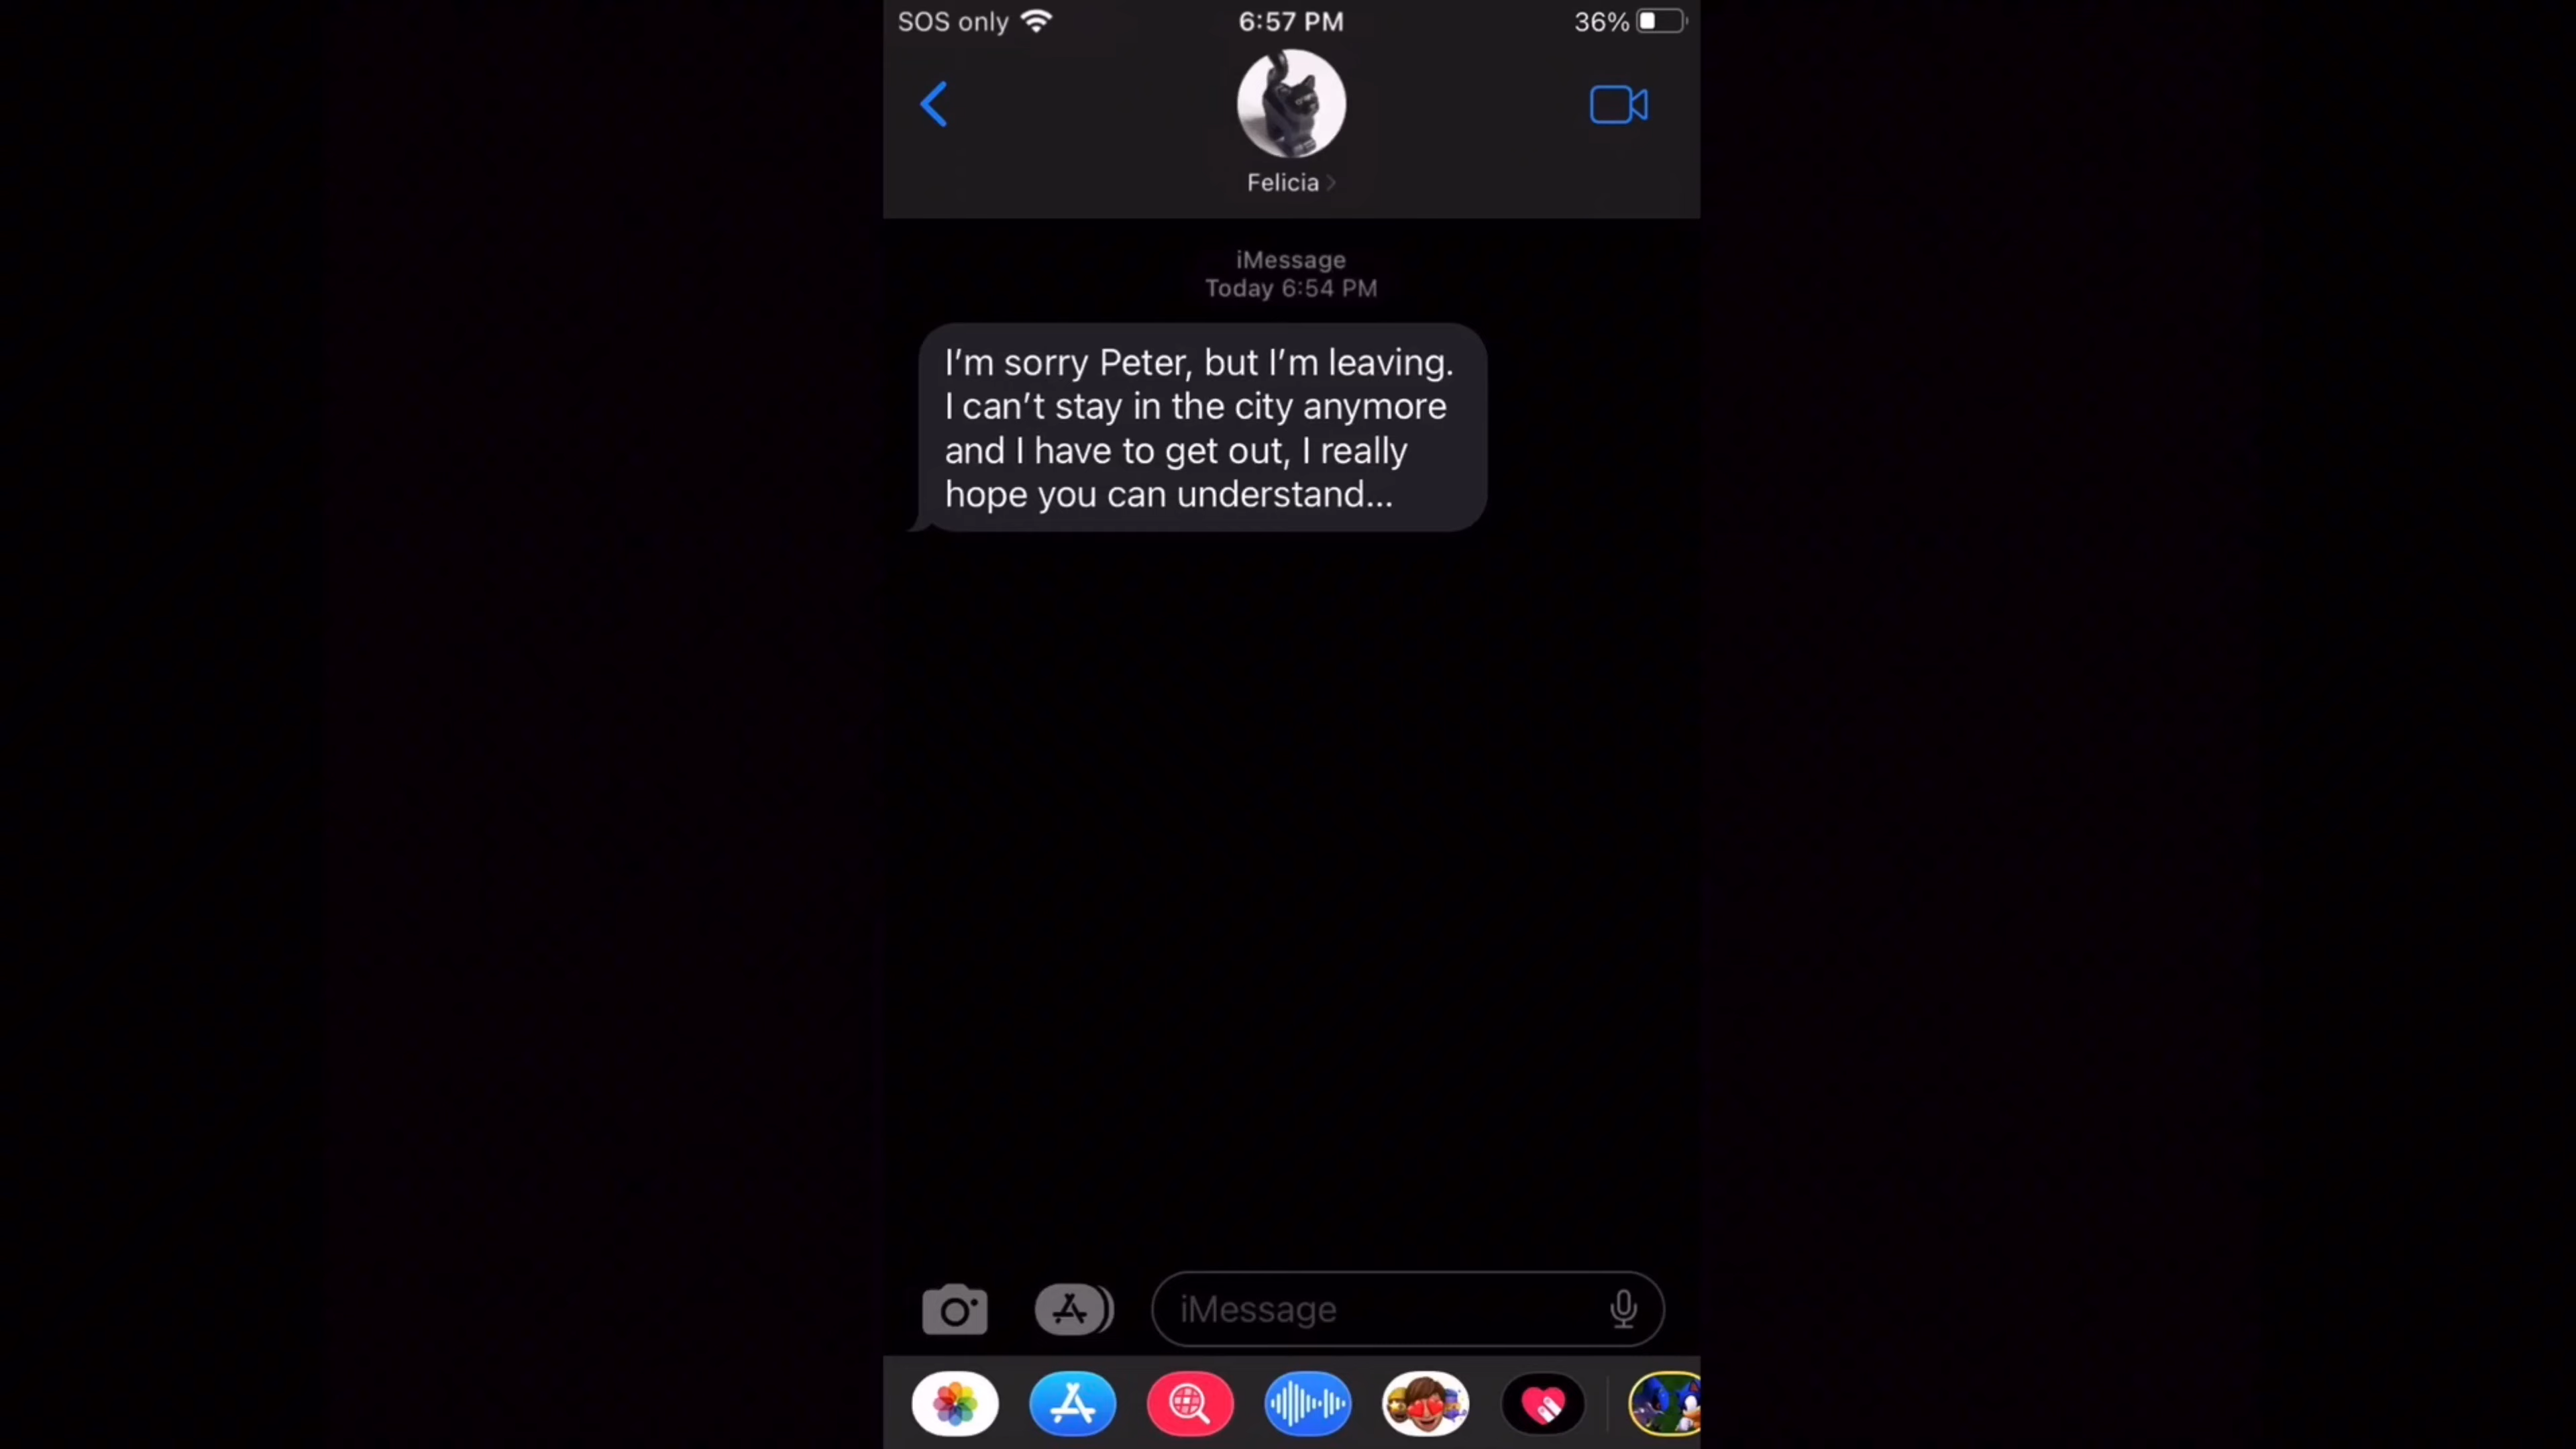 SOS only
6:57 PM
36%
Felicia
iMessage
Today 6:54 PM
I’m sorry Peter, but I’m leaving.
I can’t stay in the city anymore
and I have to get out, I really
hope you can understand...
iMessage